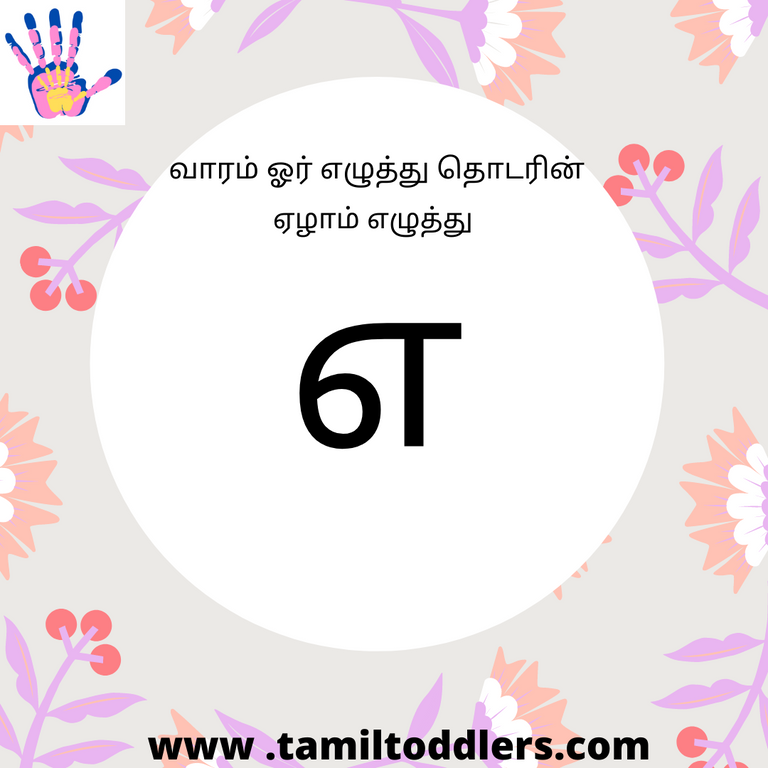 வாரம் ஓர் எழுத்து தொடரின்
ஏழாம் எழுத்து
எ
www .tamiltoddlers.com